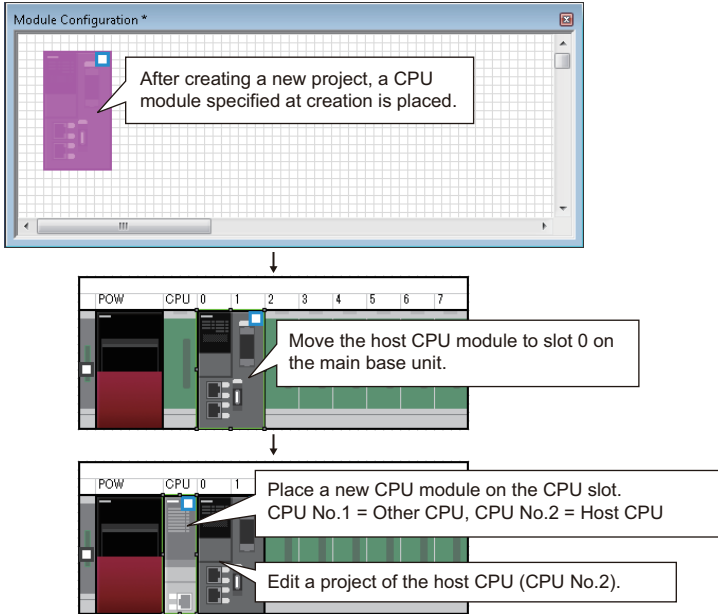 Module Configuration *
After creating a new project, a CPU
module specified at creation is placed.
POW CPU 0 1 2 3 4 5 6 7
Move the host CPU module to slot 0 on
the main base unit.
POW CPU 0 1
Place a new CPU module on the CPU slot.
CPU No.1 = Other CPU, CPU No.2 = Host CPU
Edit a project of the host CPU (CPU No.2).